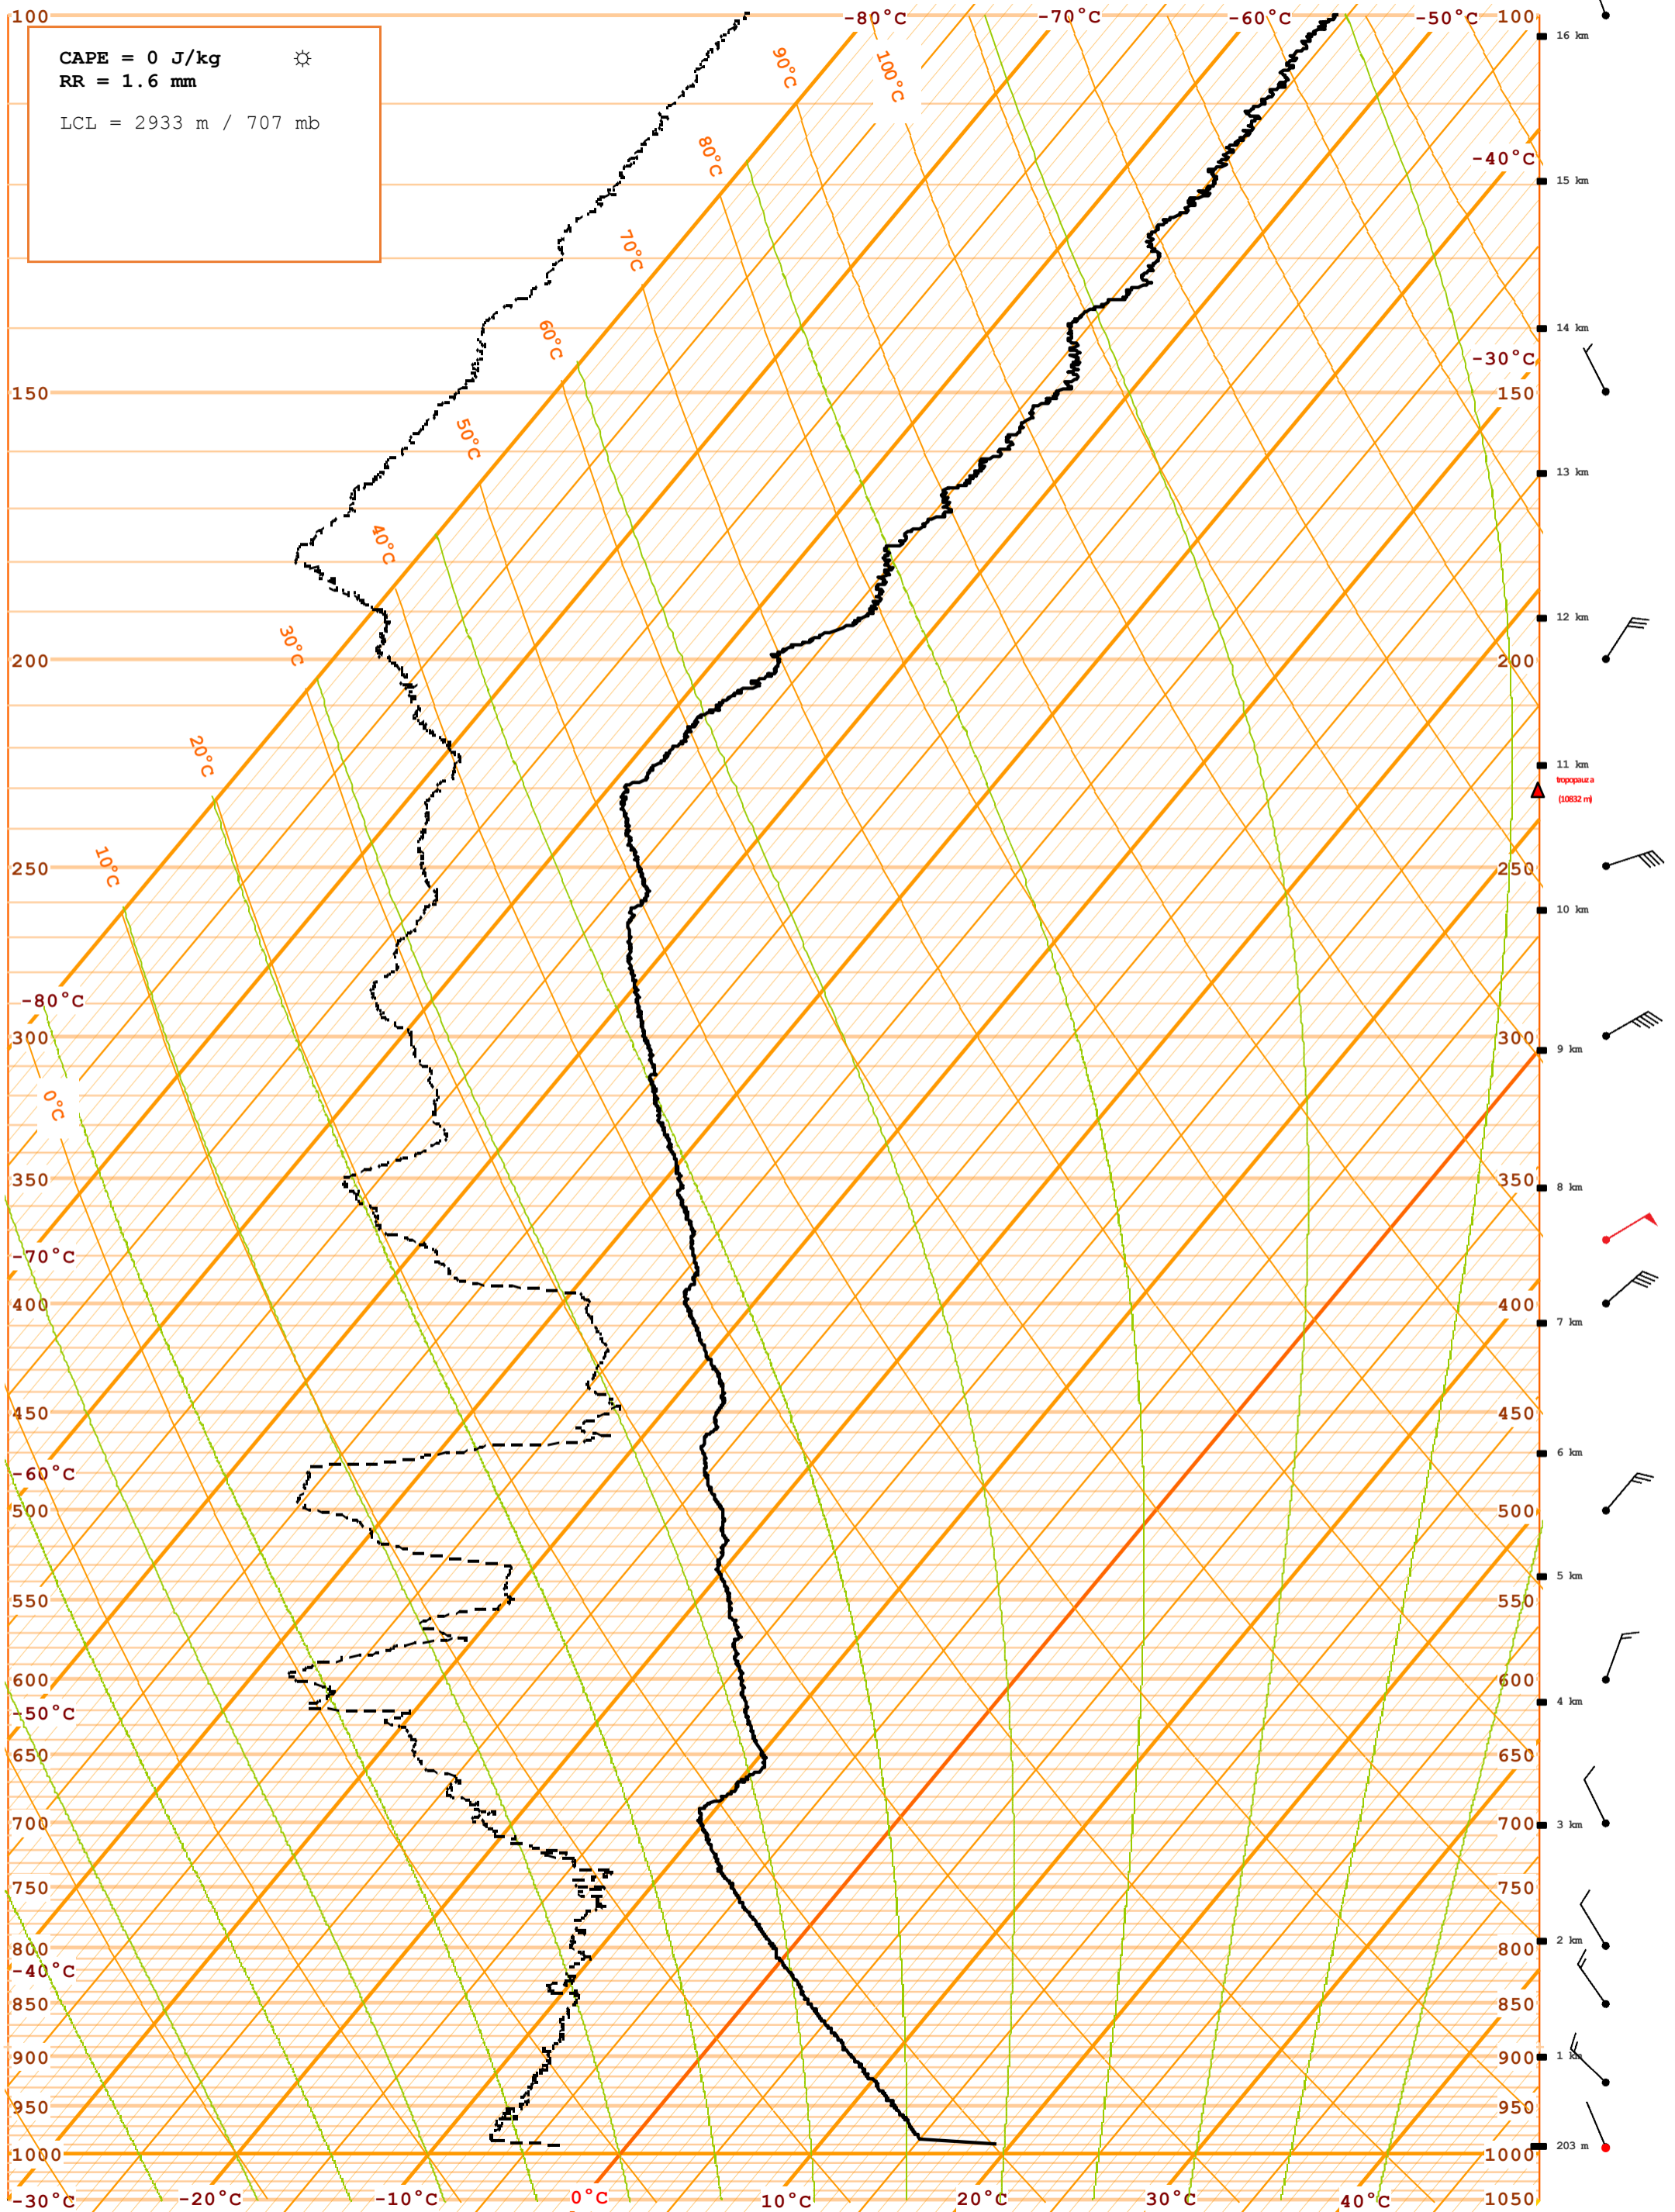 100
-80°C
-70°C
-60°C
-50°C
100
16 km
CAPE = 0 J/kg ☼
RR = 1.6 mm
LCL = 2933 m / 707 mb
90°C
100°C
80°C
-40°C
15 km
70°C
60°C
14 km
-30°C
150
150
50°C
13 km
40°C
12 km
30°C
200
200
20°C
11 km
tropopauza
(10832 m)
10°C
250
250
10 km
-80°C
300
300
9 km
0°C
350
350
8 km
-70°C
400
400
7 km
450
450
6 km
-60°C
500
500
5 km
550
550
600
600
4 km
-50°C
650
650
700
700
3 km
750
750
2 km
800
800
-40°C
850
850
900
900
1 km
950
950
203 m
1000
1000
-30°C
-20°C
-10°C
0°C
10°C
20°C
30°C
40°C
1050